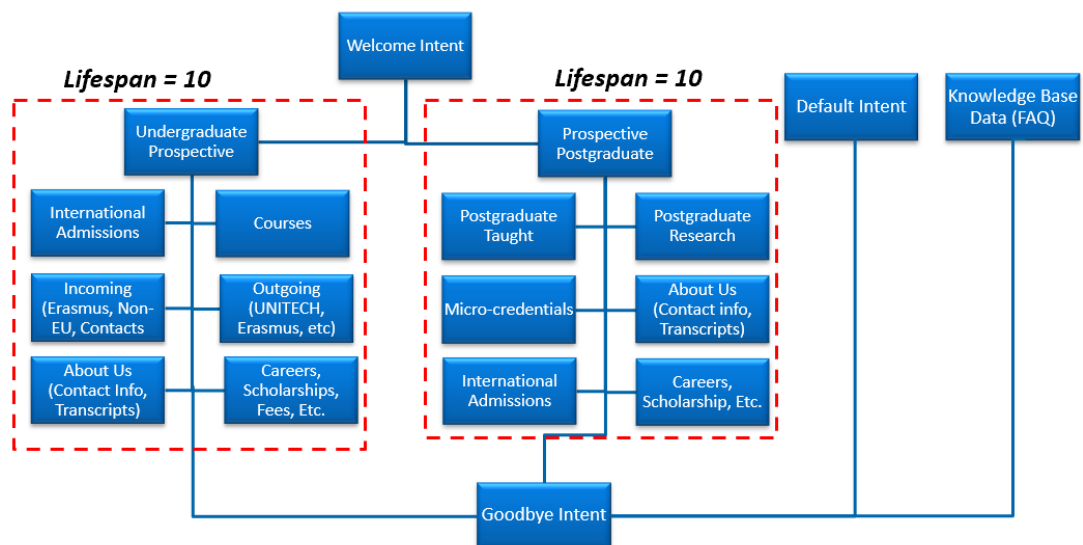 Welcome Intent
Lifespan = 10
Lifespan = 10
Default Intent
Knowledge Base
Data (FAQ)
Undergraduate
Prospective
Prospective
Postgraduate
International
Admissions
Courses
Postgraduate
Taught
Postgraduate
Research
Incoming
(Erasmus, Non-
EU, Contacts
Outgoing
(UNITECH,
Erasmus, etc)
Micro-credentials
About Us
(Contact info,
Transcripts)
About Us
(Contact Info,
Transcripts)
Careers,
Scholarships,
Fees, Etc.
International
Admissions
Careers,
Scholarship, Etc.
Goodbye Intent